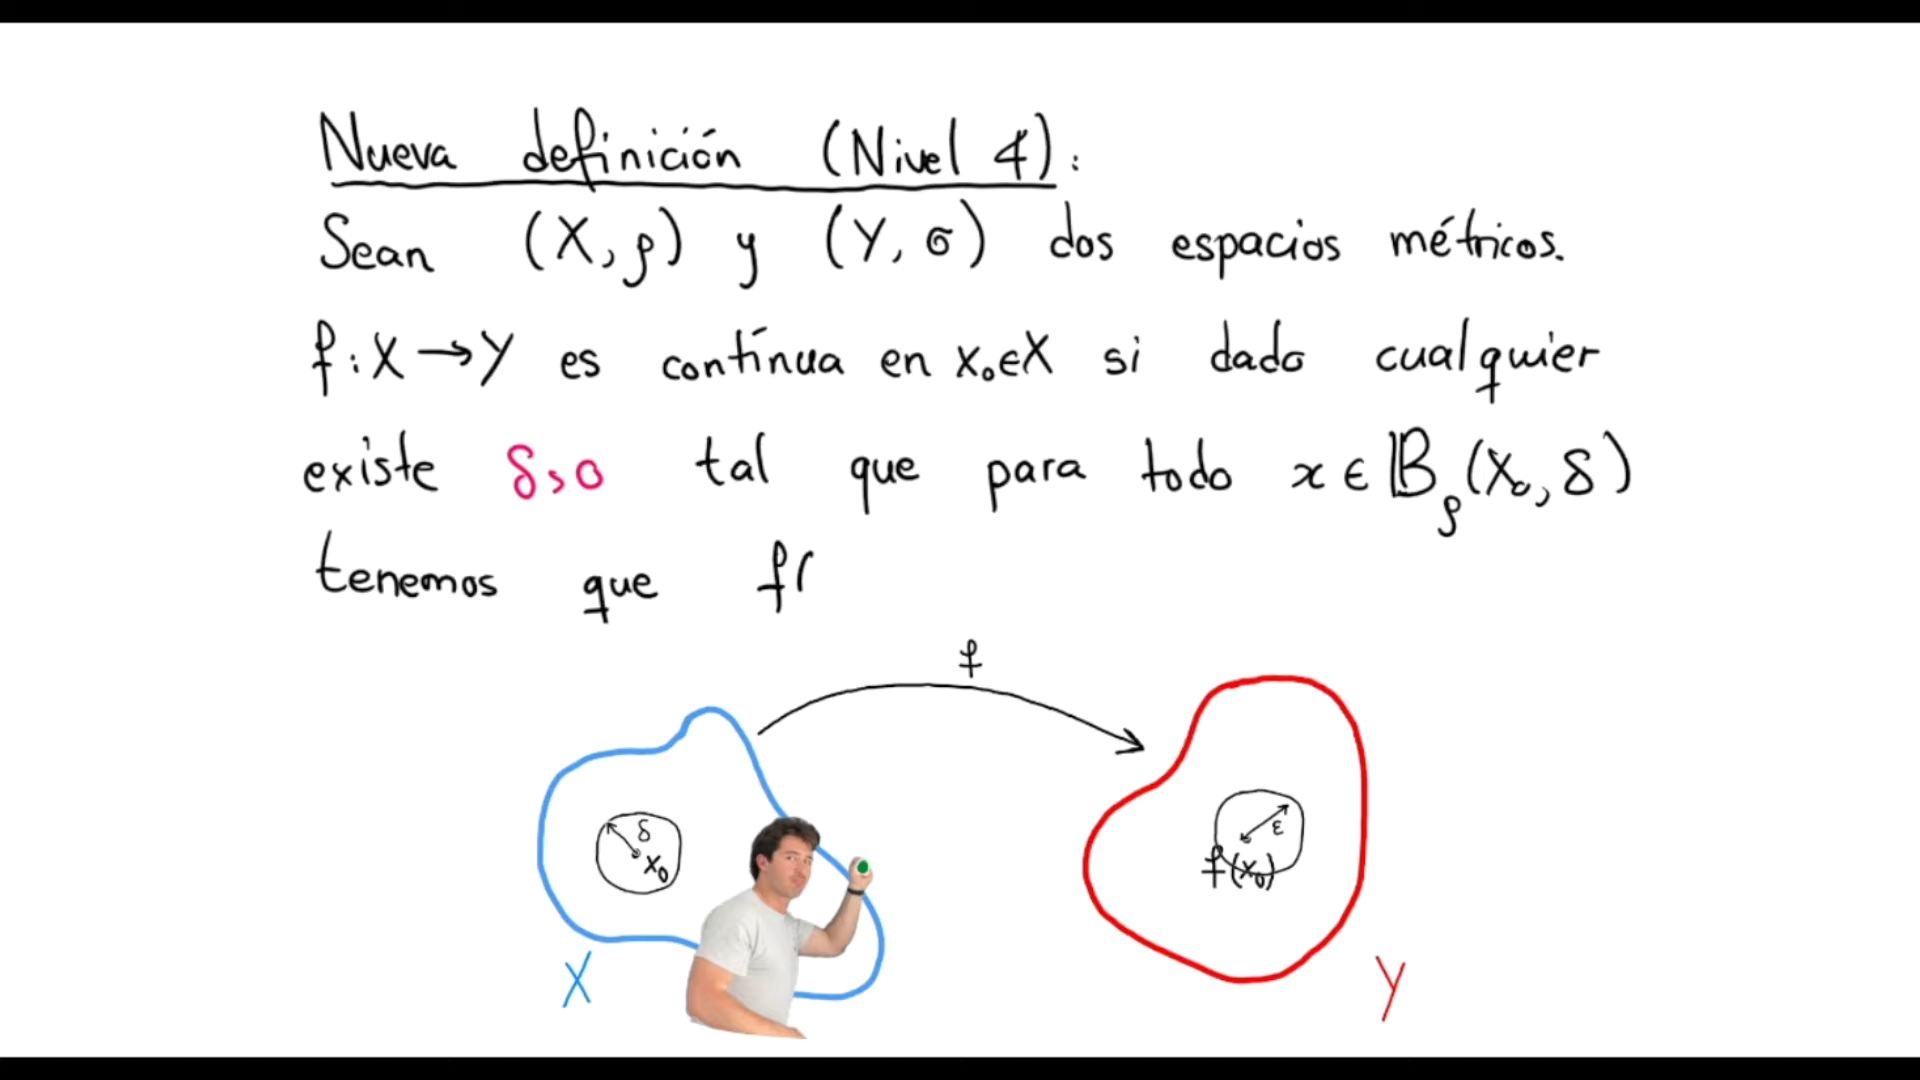 Nueva definición (Nivel 4):
Sean (X, ρ) y (Y, σ) dos espacios métricos.
f: X → Y es contínua en x₀ ∈ X si dado cualquier
existe δ>0 tal que para todo x ∈ 𝔹ρ(x₀, δ)
tenemos que f(
f
δ
x₀
ε
f(x₀)
X
Y